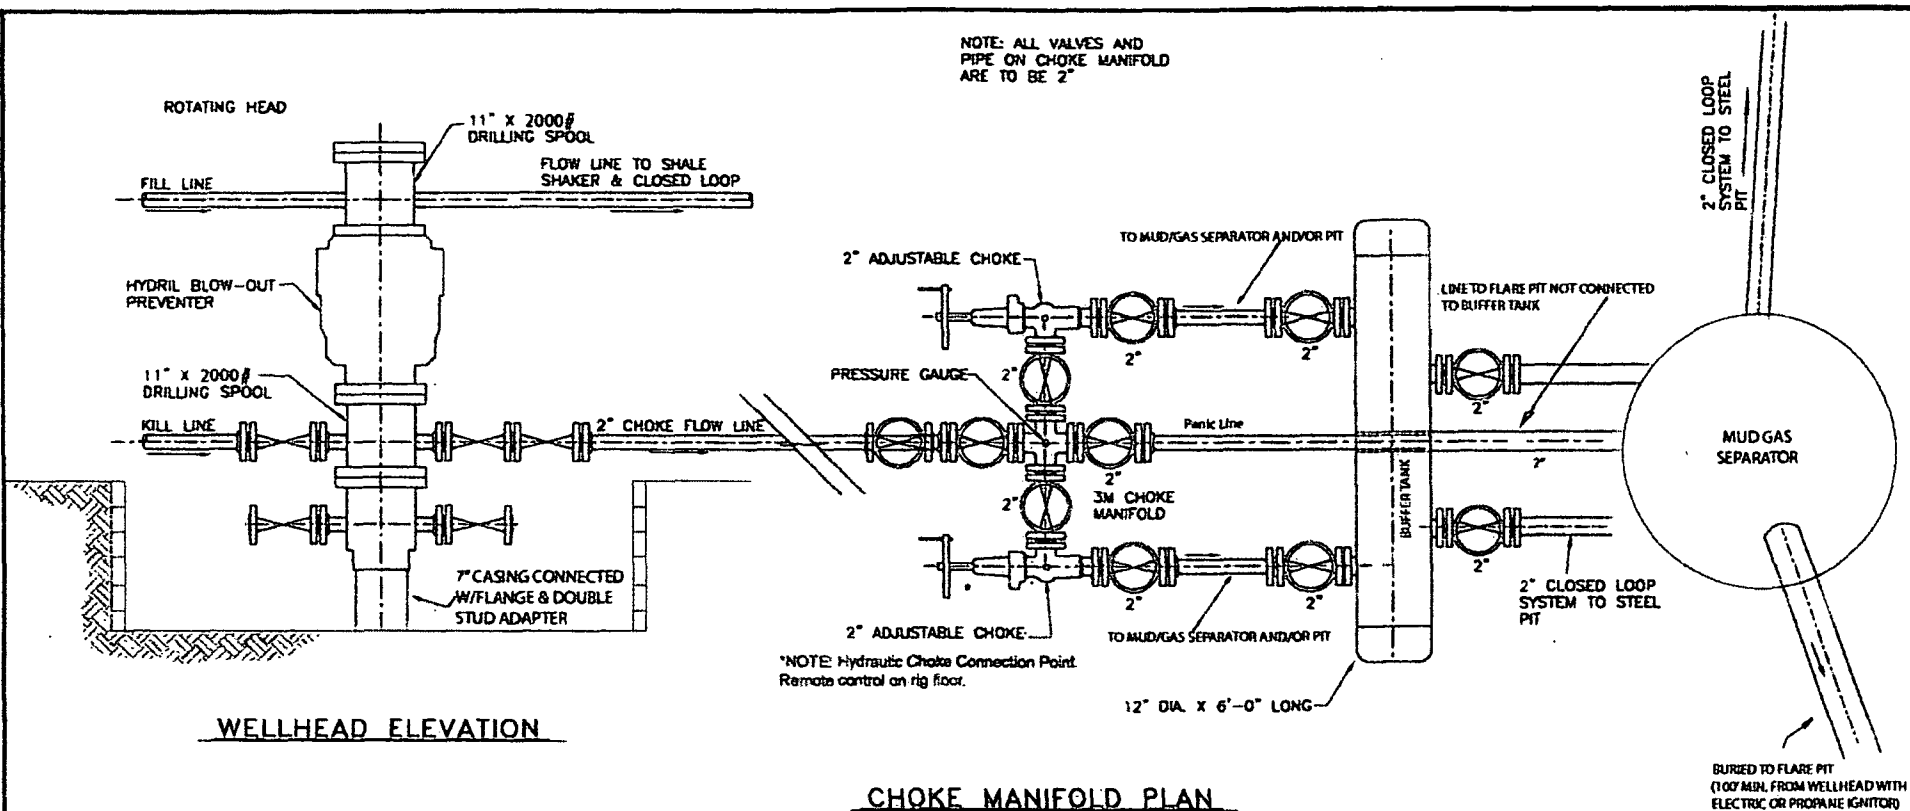 NOTE: ALL VALVES AND
PIPE ON CHOKE MANIFOLD
ARE TO BE 2"
ROTATING HEAD
11" X 2000#
DRILLING SPOOL
FILL LINE
FLOW LINE TO SHALE
SHAKER & CLOSED LOOP
HYDRIL BLOW-OUT
PREVENTER
11" X 2000#
DRILLING SPOOL
KILL LINE
2" CHOKE FLOW LINE
7" CASING CONNECTED
W/FLANGE & DOUBLE
STUD ADAPTER
WELLHEAD ELEVATION
2" ADJUSTABLE CHOKE
TO MUD/GAS SEPARATOR AND/OR PIT
2"
2"
PRESSURE GAUGE
2"
LINE TO FLARE PIT NOT CONNECTED
TO BUFFER TANK
2"
Panic Line
2"
2"
3M CHOKE
MANIFOLD
BUFFER TANK
2"
2"
2"
2"
2" ADJUSTABLE CHOKE
TO MUD/GAS SEPARATOR AND/OR PIT
*
*NOTE: Hydraulic Choke Connection Point.
Remote control on rig floor.
12" DIA. X 6'-0" LONG
2" CLOSED LOOP
SYSTEM TO STEEL
PIT
2" CLOSED LOOP
SYSTEM TO STEEL
PIT
MUD GAS
SEPARATOR
BURIED TO FLARE PIT
(100' MIN. FROM WELLHEAD WITH
ELECTRIC OR PROPANE IGNITOR)
CHOKE MANIFOLD PLAN